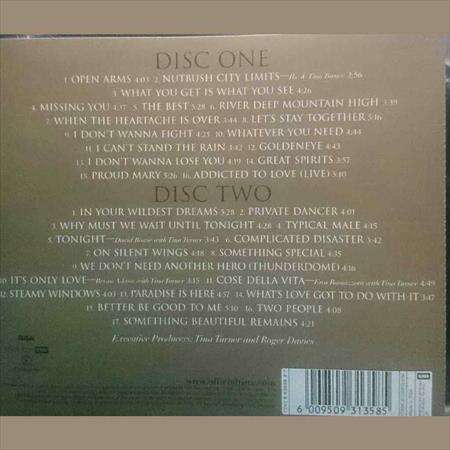 DISC ONE
1. OPEN ARMS 4:03 2. NUTBUSH CITY LIMITS—Ike & Tina Turner 2:56
3. WHAT YOU GET IS WHAT YOU SEE 4:26
4. MISSING YOU 4:37 5. THE BEST 5:28 6. RIVER DEEP MOUNTAIN HIGH 3:39
7. WHEN THE HEARTACHE IS OVER 3:44 8. LET'S STAY TOGETHER 5:16
9. I DON'T WANNA FIGHT 4:25 10. WHATEVER YOU NEED 4:44
11. I CAN'T STAND THE RAIN 3:42 12. GOLDENEYE 4:43
13. I DON'T WANNA LOSE YOU 4:19 14. GREAT SPIRITS 3:57
15. PROUD MARY 5:26 16. ADDICTED TO LOVE (LIVE) 5:10
DISC TWO
1. IN YOUR WILDEST DREAMS 5:28 2. PRIVATE DANCER 4:01
3. WHY MUST WE WAIT UNTIL TONIGHT 4:28 4. TYPICAL MALE 4:15
5. TONIGHT—David Bowie with Tina Turner 3:43 6. COMPLICATED DISASTER 3:42
7. ON SILENT WINGS 4:18 8. SOMETHING SPECIAL 4:35
9. WE DON'T NEED ANOTHER HERO (THUNDERDOME) 4:16
10. IT'S ONLY LOVE—Bryan Adams with Tina Turner 3:15 11. COSE DELLA VITA—Eros Ramazzotti with Tina Turner 4:49
12. STEAMY WINDOWS 4:03 13. PARADISE IS HERE 4:57 14. WHAT'S LOVE GOT TO DO WITH IT 3:47
15. BETTER BE GOOD TO ME 5:10 16. TWO PEOPLE 4:08
17. SOMETHING BEAUTIFUL REMAINS 4:21
Executive Producers: Tina Turner and Roger Davies
EMI
6 009509 313585